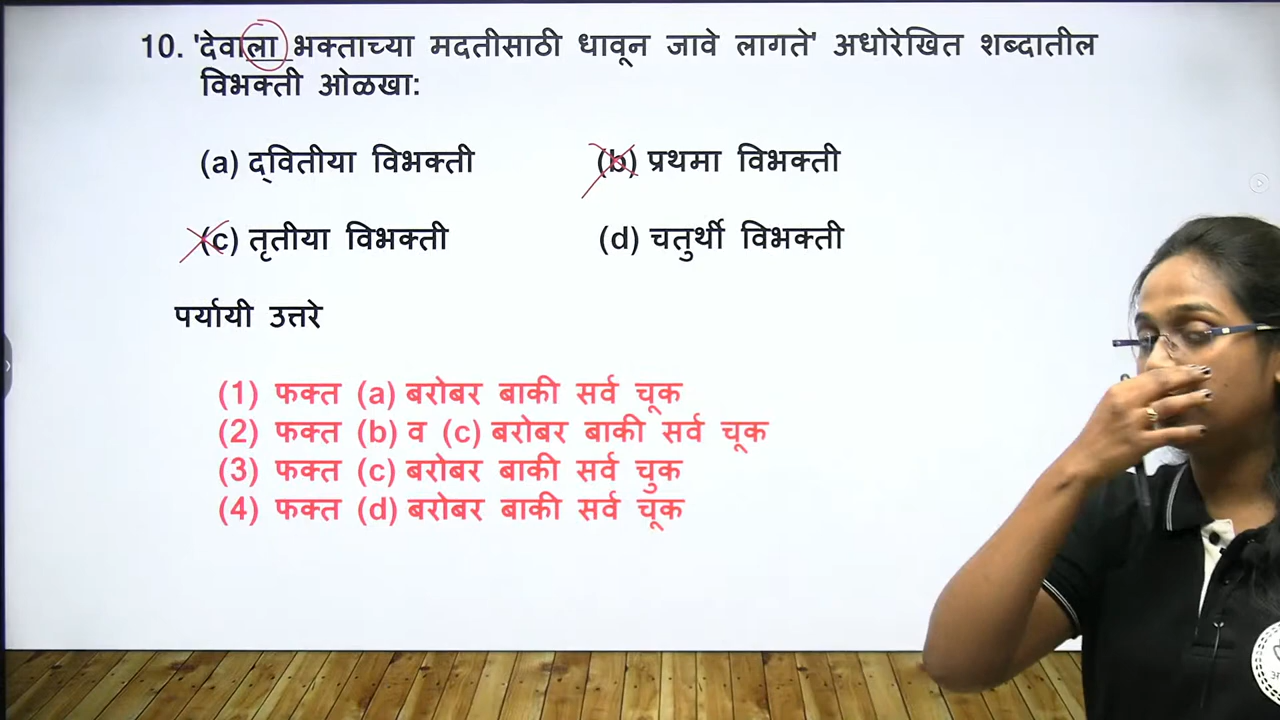 10. 'देवाला भक्ताच्या मदतीसाठी धावून जावे लागते' अधोरेखित शब्दातील
विभक्ती ओळखा:
(a) द्वितीया विभक्ती (b) प्रथमा विभक्ती
(c) तृतीया विभक्ती (d) चतुर्थी विभक्ती
पर्यायी उत्तरे
(1) फक्त (a) बरोबर बाकी सर्व चूक
(2) फक्त (b) व (c) बरोबर बाकी सर्व चूक
(3) फक्त (c) बरोबर बाकी सर्व चुक
(4) फक्त (d) बरोबर बाकी सर्व चूक